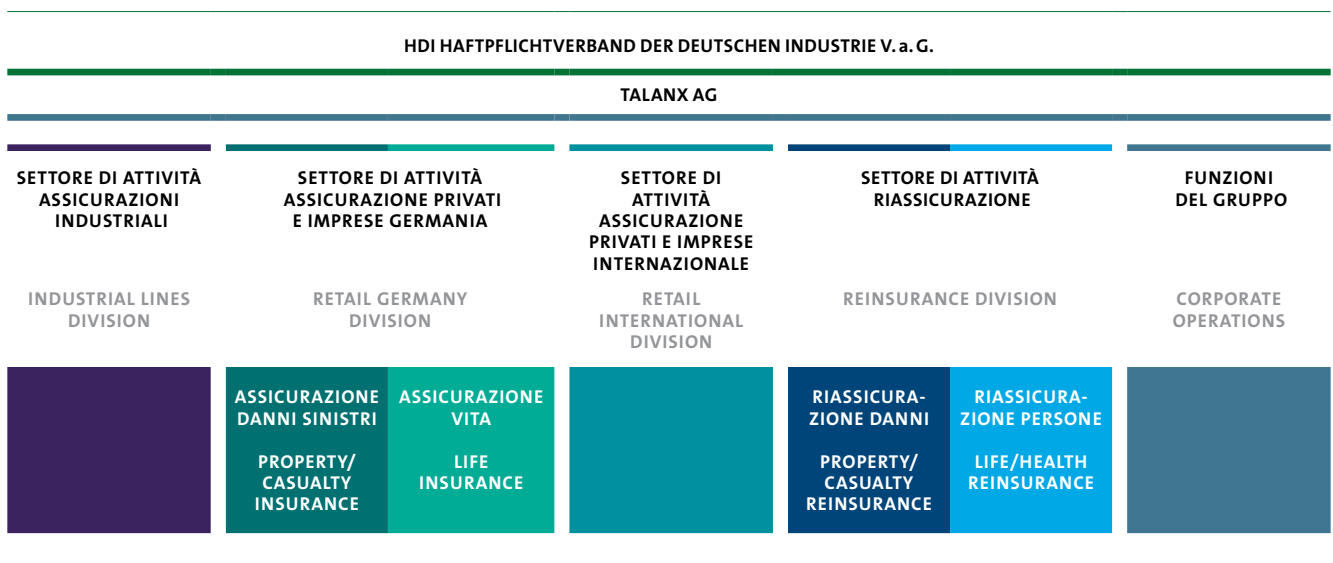 HDI HAFTPFLICHTVERBAND DER DEUTSCHEN INDUSTRIE V. a. G.
TALANX AG
SETTORE DI ATTIVITÀ
ASSICURAZIONI
INDUSTRIALI
INDUSTRIAL LINES
DIVISION
SETTORE DI ATTIVITÀ
ASSICURAZIONE PRIVATI
E IMPRESE GERMANIA
RETAIL GERMANY
DIVISION
ASSICURAZIONE
DANNI SINISTRI
PROPERTY/
CASUALTY
INSURANCE
ASSICURAZIONE
VITA
LIFE
INSURANCE
SETTORE DI
ATTIVITÀ
ASSICURAZIONE
PRIVATI E IMPRESE
INTERNAZIONALE
RETAIL
INTERNATIONAL
DIVISION
SETTORE DI ATTIVITÀ
RIASSICURAZIONE
REINSURANCE DIVISION
RIASSICURA-
ZIONE DANNI
PROPERTY/
CASUALTY
REINSURANCE
RIASSICURA-
ZIONE PERSONE
LIFE/HEALTH
REINSURANCE
FUNZIONI
DEL GRUPPO
CORPORATE
OPERATIONS